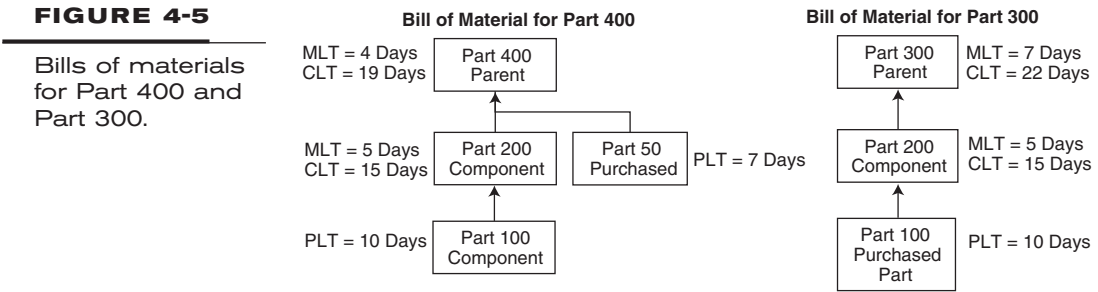 FIGURE 4-5
Bills of materials
for Part 400 and
Part 300.
Bill of Material for Part 400
MLT = 4 Days
CLT = 19 Days
Part 400
Parent
MLT = 5 Days
CLT = 15 Days
Part 200
Component
Part 50
Purchased
PLT = 7 Days
PLT = 10 Days
Part 100
Component
Bill of Material for Part 300
Part 300
Parent
MLT = 7 Days
CLT = 22 Days
Part 200
Component
MLT = 5 Days
CLT = 15 Days
Part 100
Purchased
Part
PLT = 10 Days